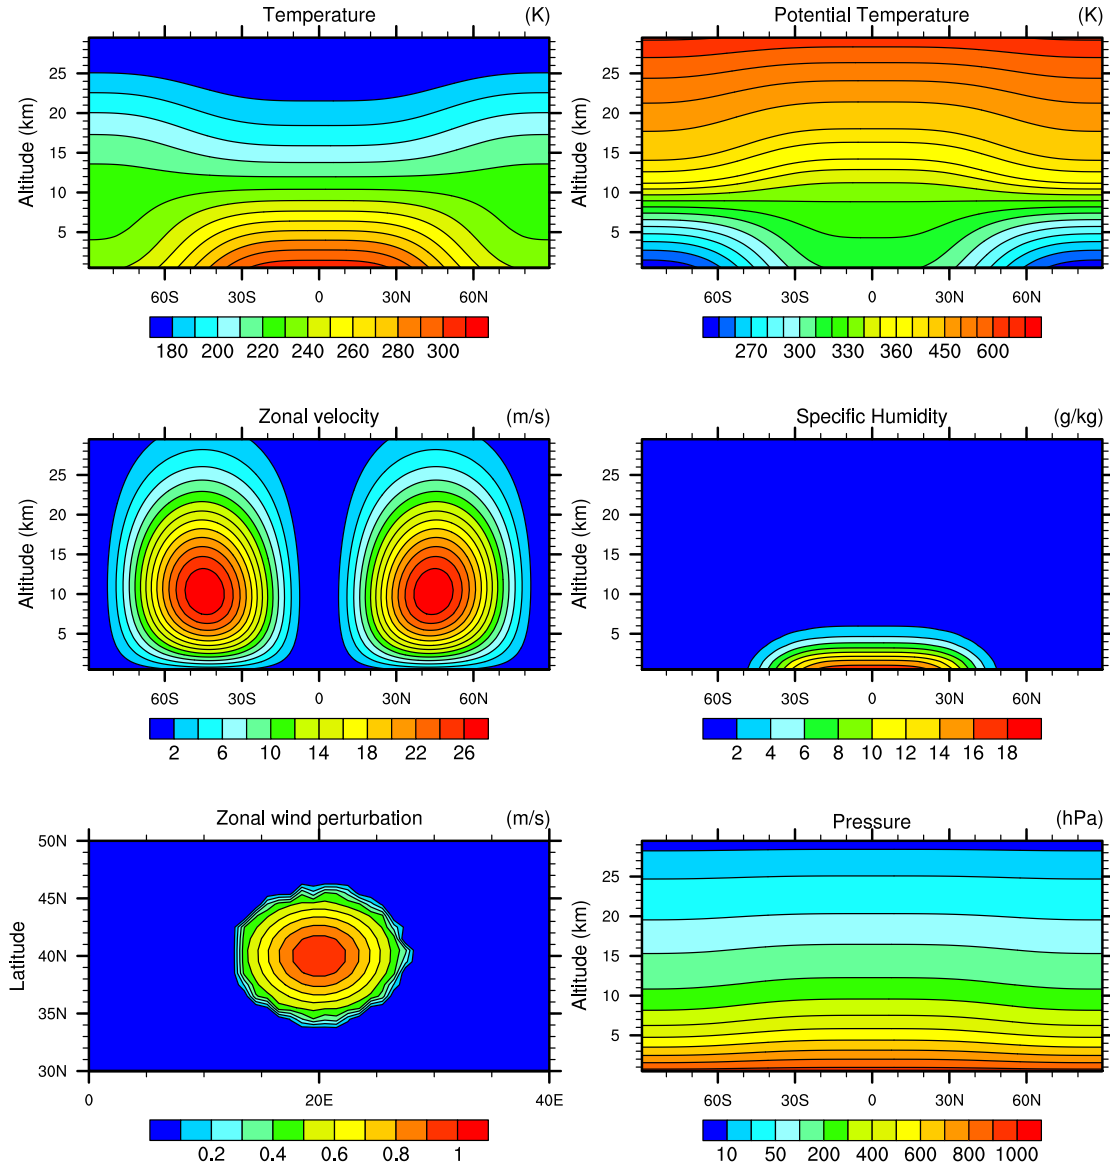 Temperature (K)
Altitude (km)
25
20
15
10
5
60S 30S 0 30N 60N
180 200 220 240 260 280 300
Potential Temperature (K)
Altitude (km)
25
20
15
10
5
60S 30S 0 30N 60N
270 300 330 360 450 600
Zonal velocity (m/s)
Altitude (km)
25
20
15
10
5
60S 30S 0 30N 60N
2 6 10 14 18 22 26
Specific Humidity (g/kg)
Altitude (km)
25
20
15
10
5
60S 30S 0 30N 60N
2 4 6 8 10 12 14 16 18
Zonal wind perturbation (m/s)
Latitude
50N
45N
40N
35N
30N
0 20E 40E
0.2 0.4 0.6 0.8 1
Pressure (hPa)
Altitude (km)
25
20
15
10
5
60S 30S 0 30N 60N
10 50 200 400 600 800 1000